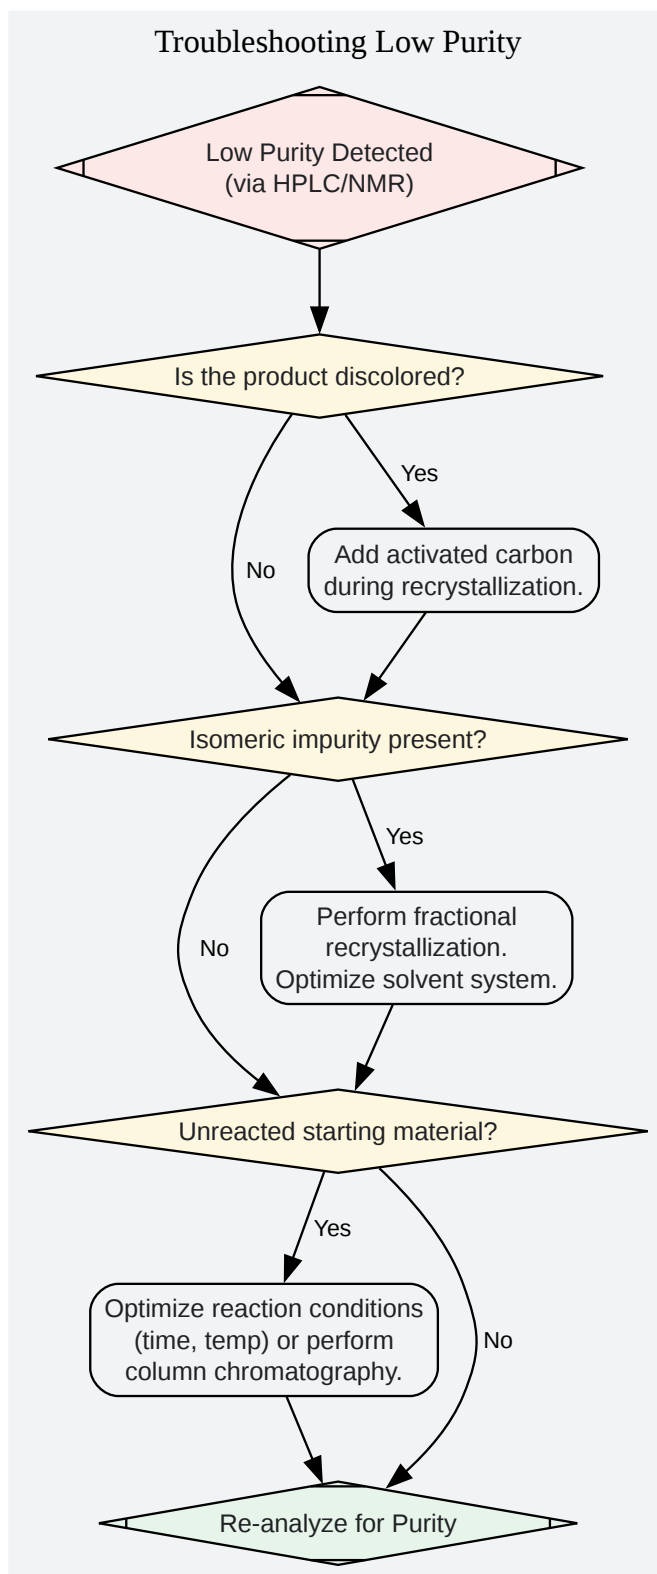 Troubleshooting Low Purity
Low Purity Detected
(via HPLC/NMR)
Is the product discolored?
Yes
No
Add activated carbon
during recrystallization.
Isomeric impurity present?
Yes
No
Perform fractional
recrystallization.
Optimize solvent system.
Unreacted starting material?
Yes
Optimize reaction conditions
(time, temp) or perform
column chromatography.
No
Re-analyze for Purity